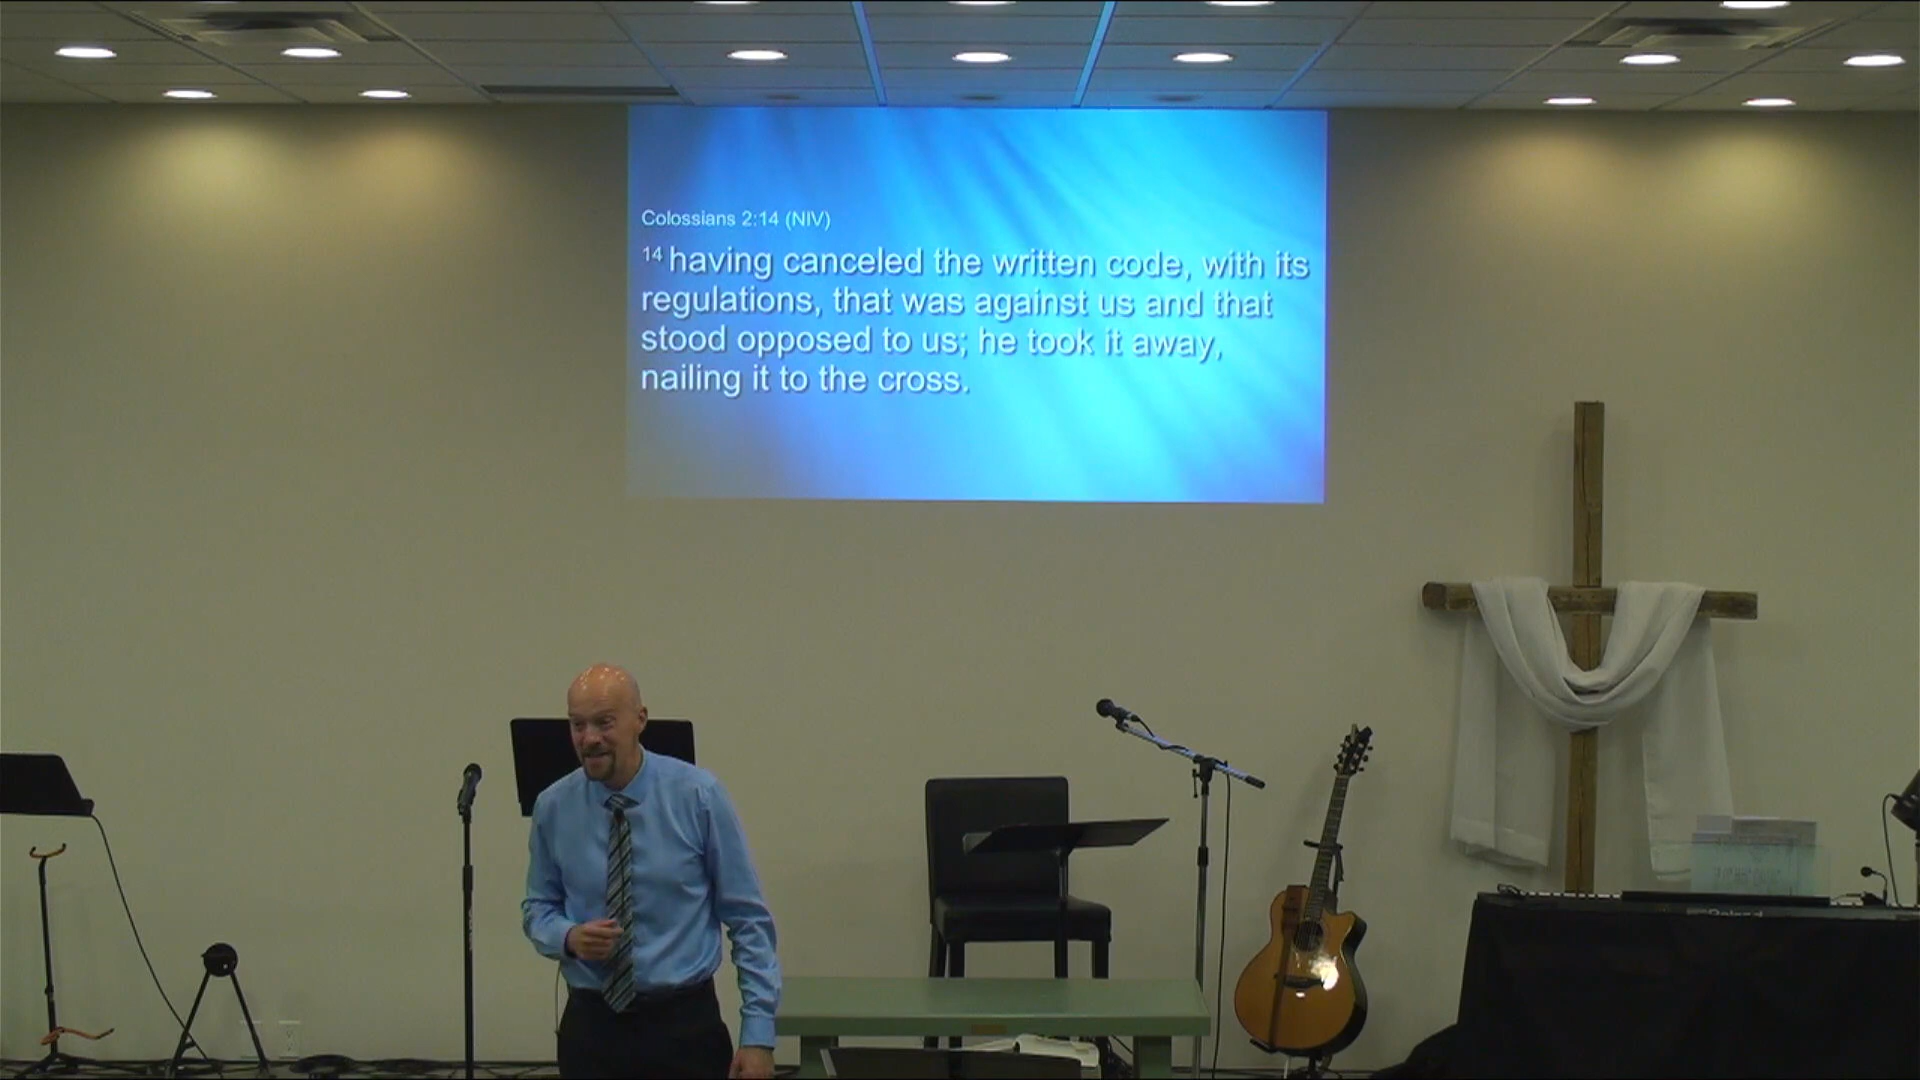 Colossians 2:14 (NIV)
14 having canceled the written code, with its
regulations, that was against us and that
stood opposed to us; he took it away,
nailing it to the cross.
Roland